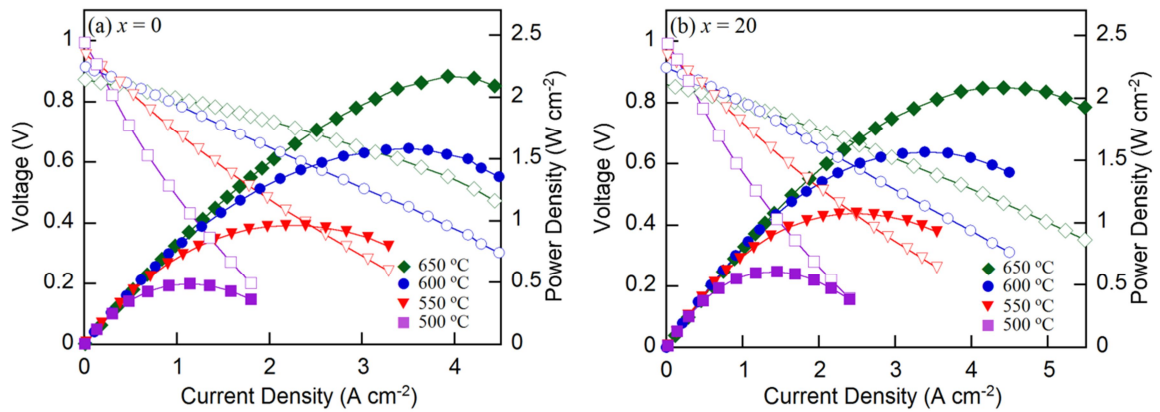 (a) x = 0
1
0.8
0.6
0.4
0.2
0
Voltage (V)
2.5
2
1.5
1
0.5
0
Power Density (W cm-2)
650 ºC
600 ºC
550 ºC
500 ºC
0 1 2 3 4
Current Density (A cm-2)
(b) x = 20
1
0.8
0.6
0.4
0.2
0
Voltage (V)
2.5
2
1.5
1
0.5
0
Power Density (W cm-2)
650 ºC
600 ºC
550 ºC
500 ºC
0 1 2 3 4 5
Current Density (A cm-2)